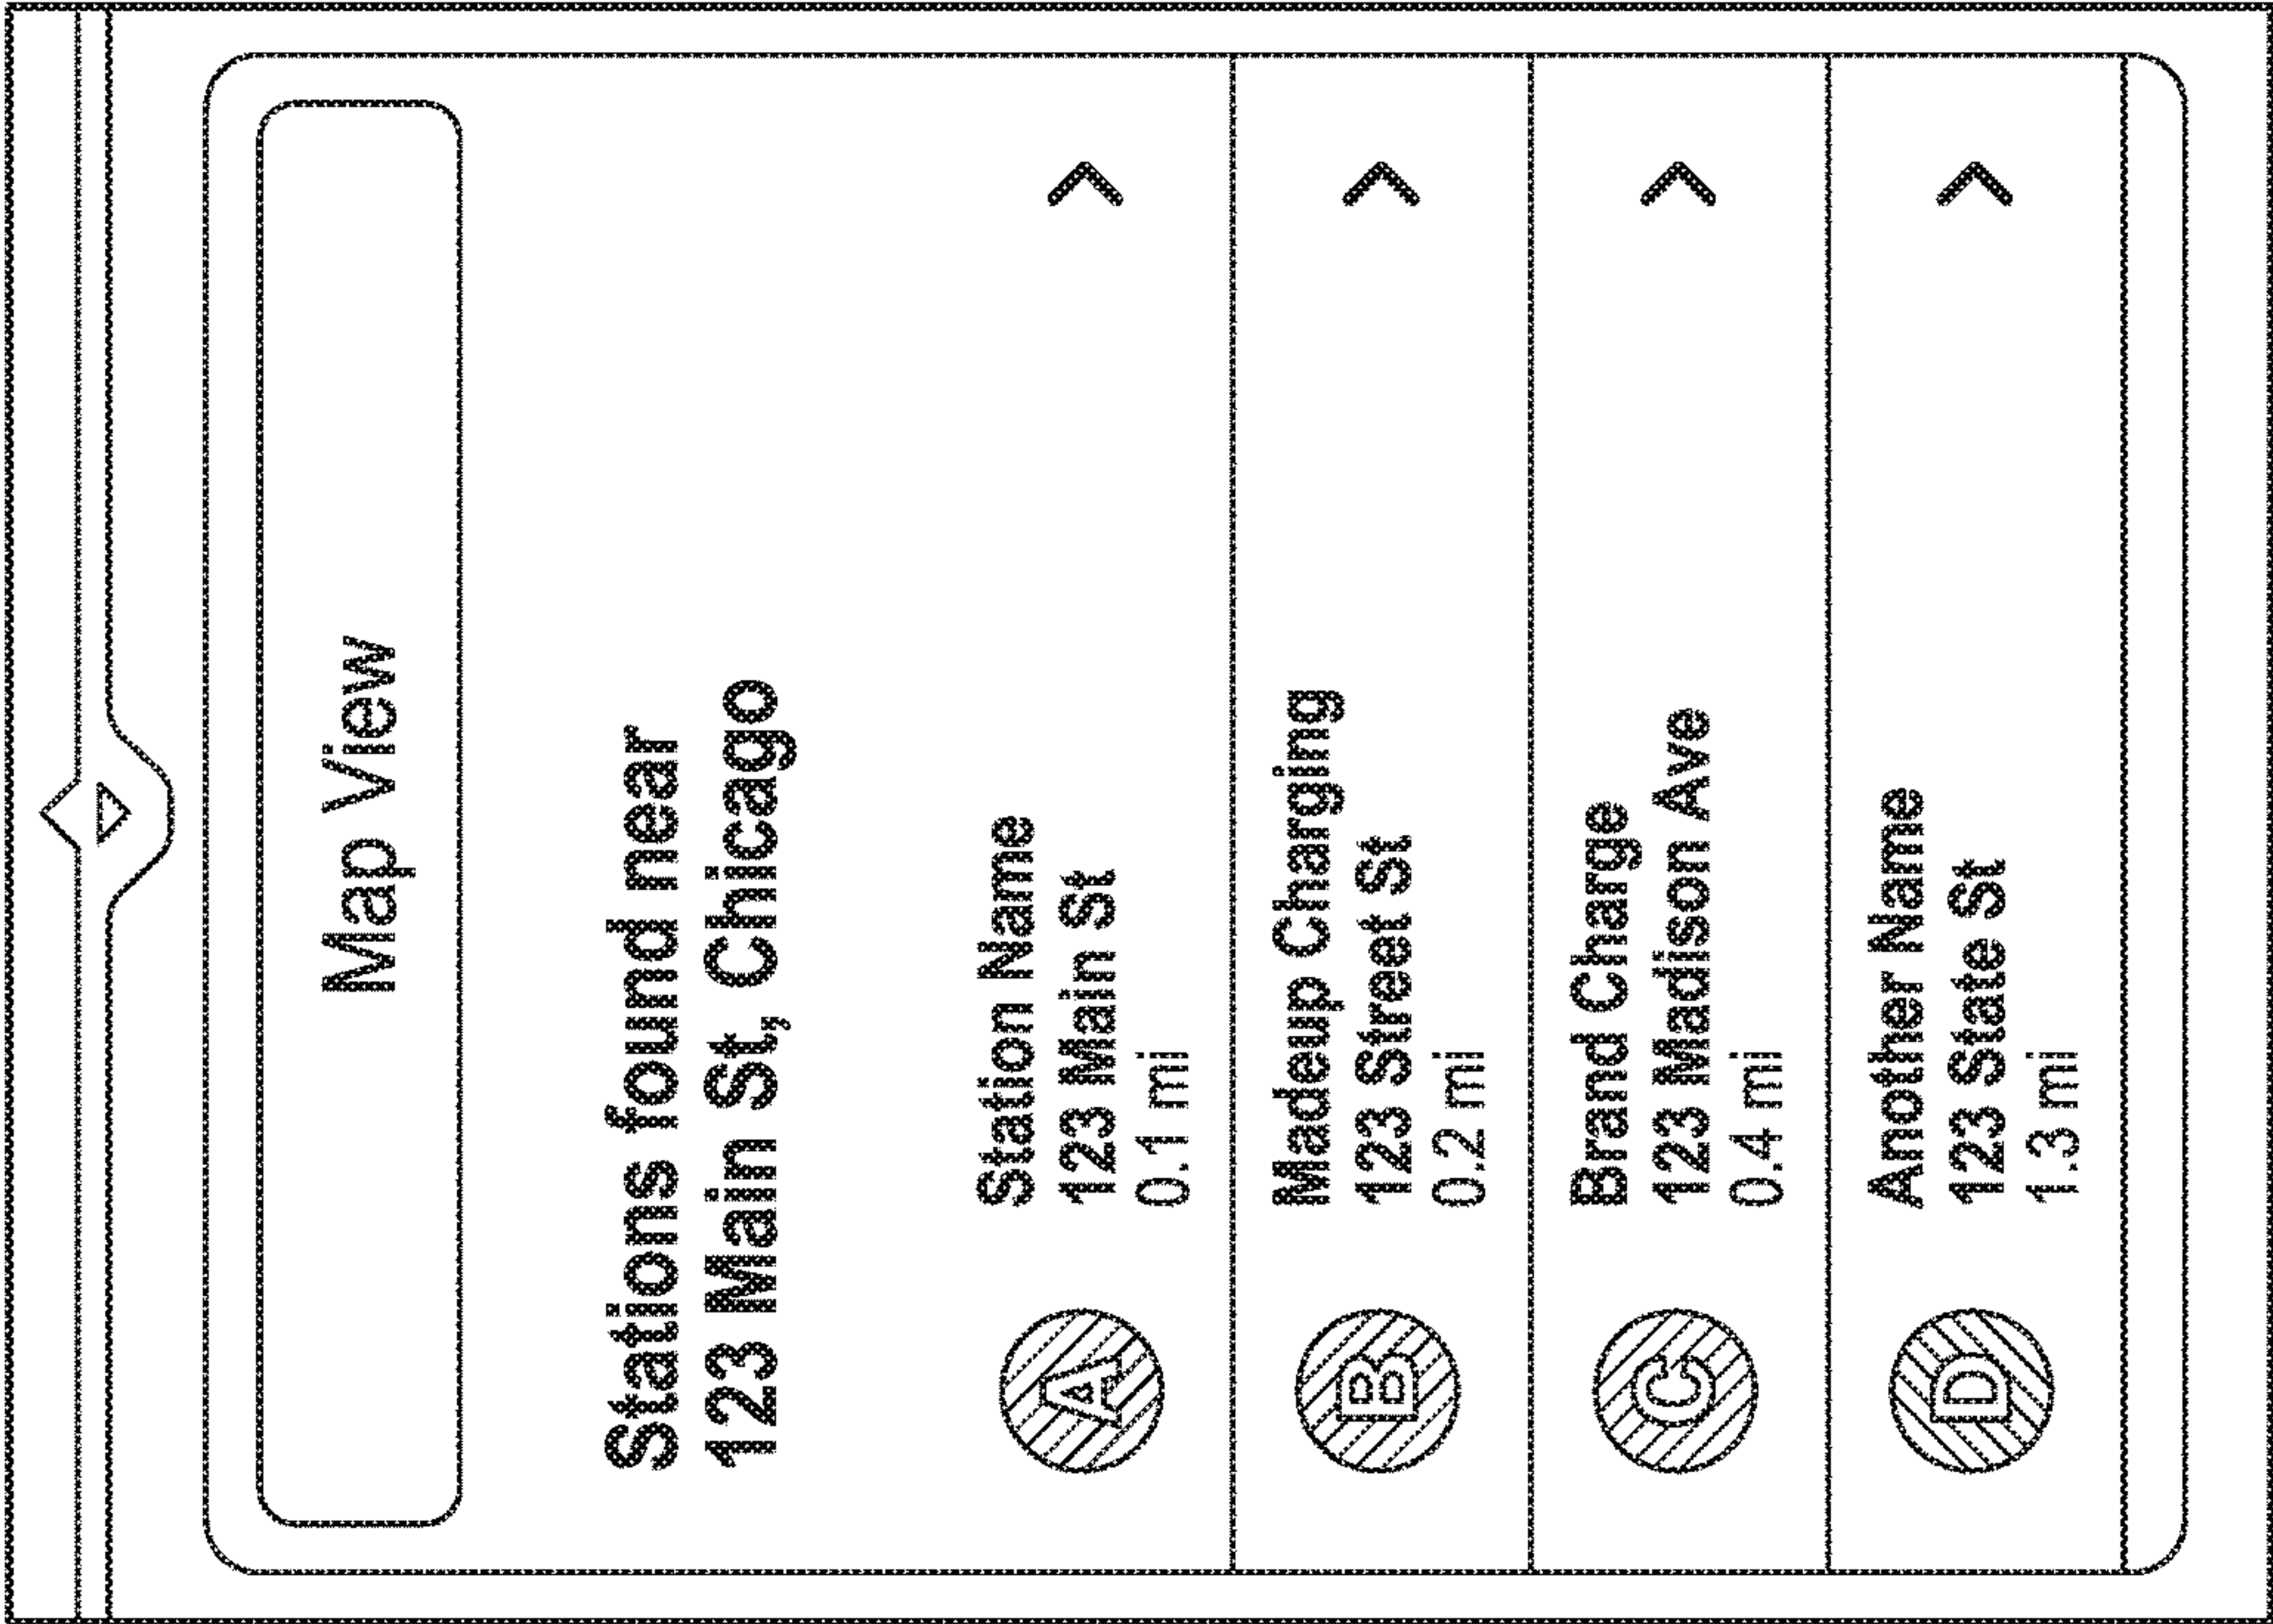 Map View
Stations found near
123 Main St, Chicago
A
Station Name
123 Main St
0.1 mi
B
Madeup Charging
123 Street St
0.2 mi
C
Brand Charge
123 Madison Ave
0.4 mi
D
Another Name
123 State St
1.3 mi